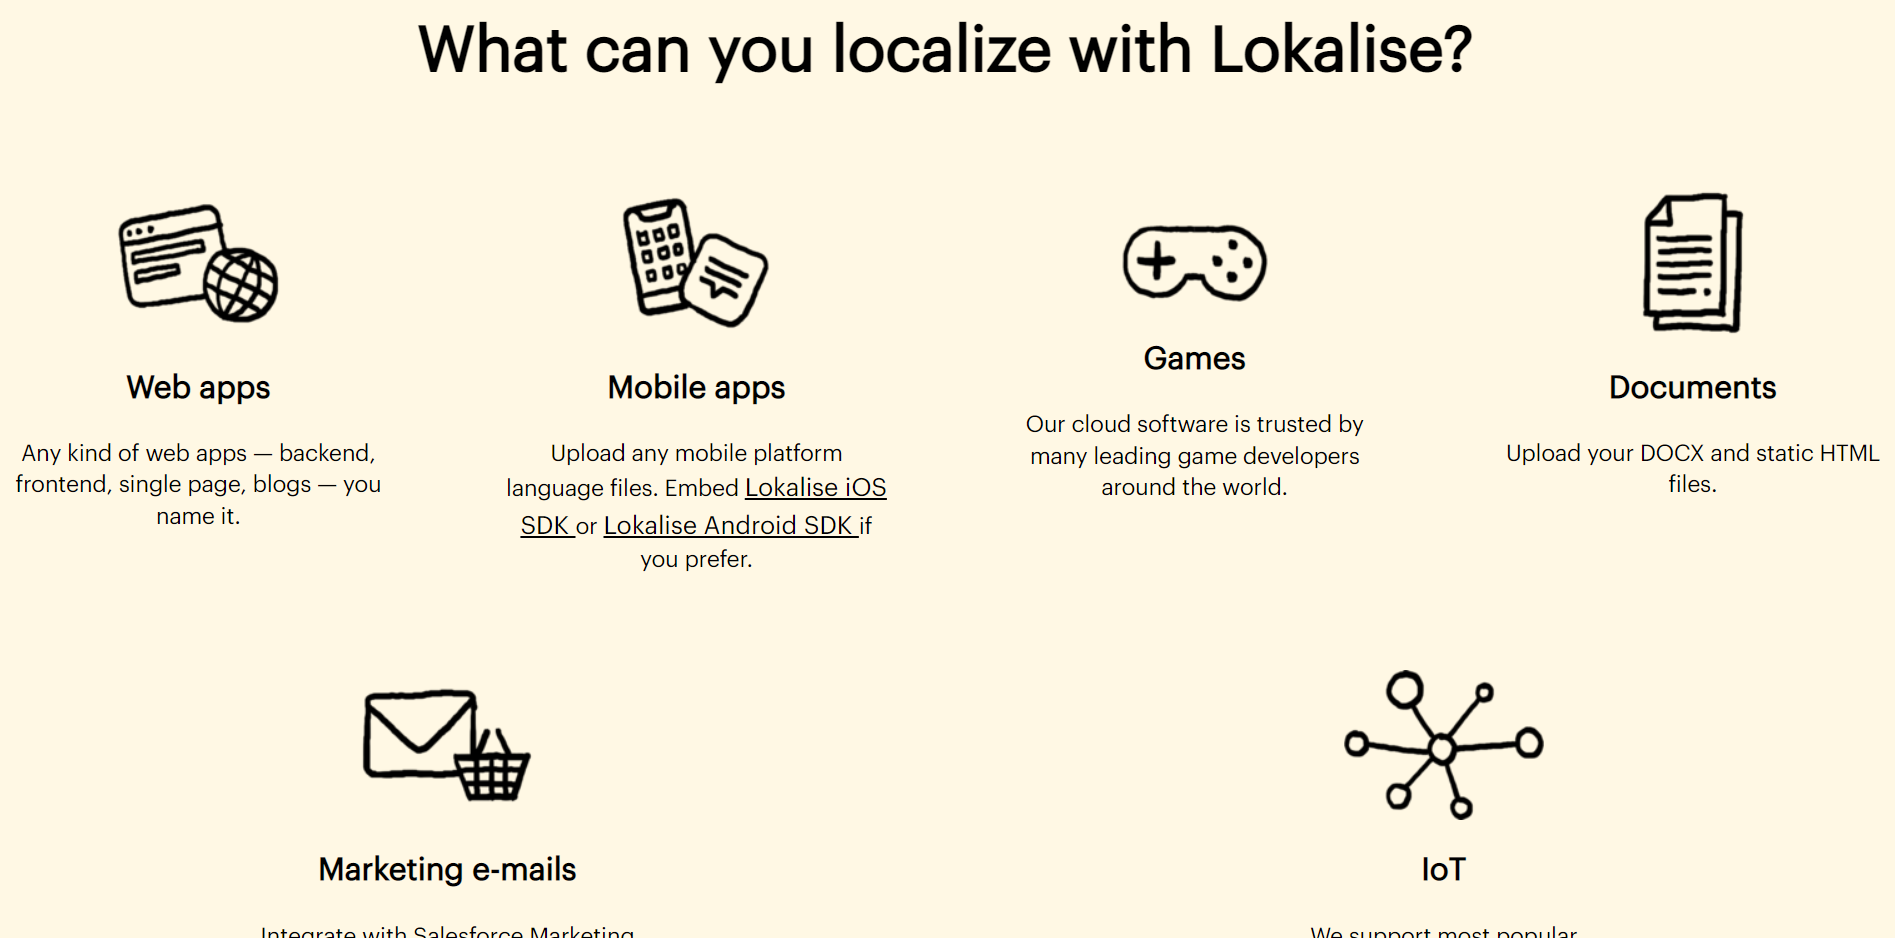 What can you localize with Lokalise?
Web apps
Any kind of web apps — backend,
frontend, single page, blogs — you
name it.
Mobile apps
Upload any mobile platform
language files. Embed Lokalise iOS
SDK or Lokalise Android SDK if
you prefer.
Games
Our cloud software is trusted by
many leading game developers
around the world.
Documents
Upload your DOCX and static HTML
files.
Marketing e-mails
Integrate with Salesforce Marketing
IoT
We support most popular